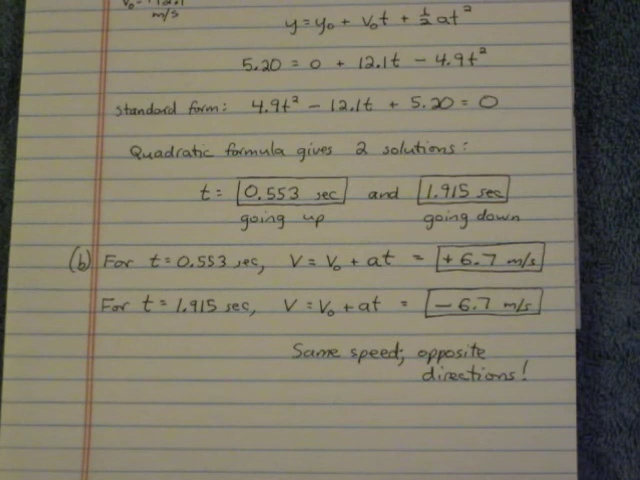 m/s
y = y₀ + v₀t + ½ at²
5.20 = 0 + 12.1t - 4.9t²
Standard form: 4.9t² - 12.1t + 5.20 = 0
Quadratic formula gives 2 solutions:
t = 0.553 sec and 1.915 sec
going up going down
(b) For t = 0.553 sec, V = V₀ + at = +6.7 m/s
For t = 1.915 sec, V = V₀ + at = -6.7 m/s
Same speed; opposite
directions!